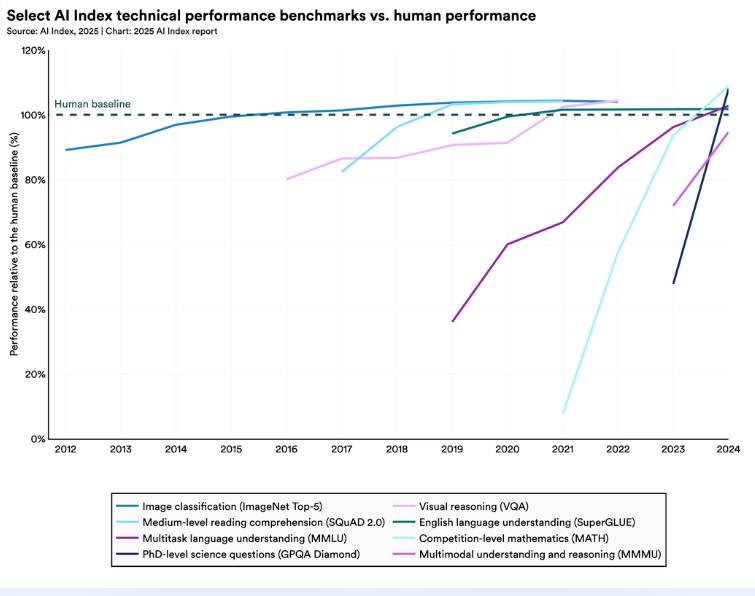 Select AI Index technical performance benchmarks vs. human performance
Source: AI Index, 2025 | Chart: 2025 AI Index report
120%
Human baseline
100%
80%
60%
40%
20%
0%
Performance relative to the human baseline (%)
2012 2013 2014 2015 2016 2017 2018 2019 2020 2021 2022 2023 2024
Image classification (ImageNet Top-5) Visual reasoning (VQA)
Medium-level reading comprehension (SQuAD 2.0) English language understanding (SuperGLUE)
Multitask language understanding (MMLU) Competition-level mathematics (MATH)
PhD-level science questions (GPQA Diamond) Multimodal understanding and reasoning (MMMU)